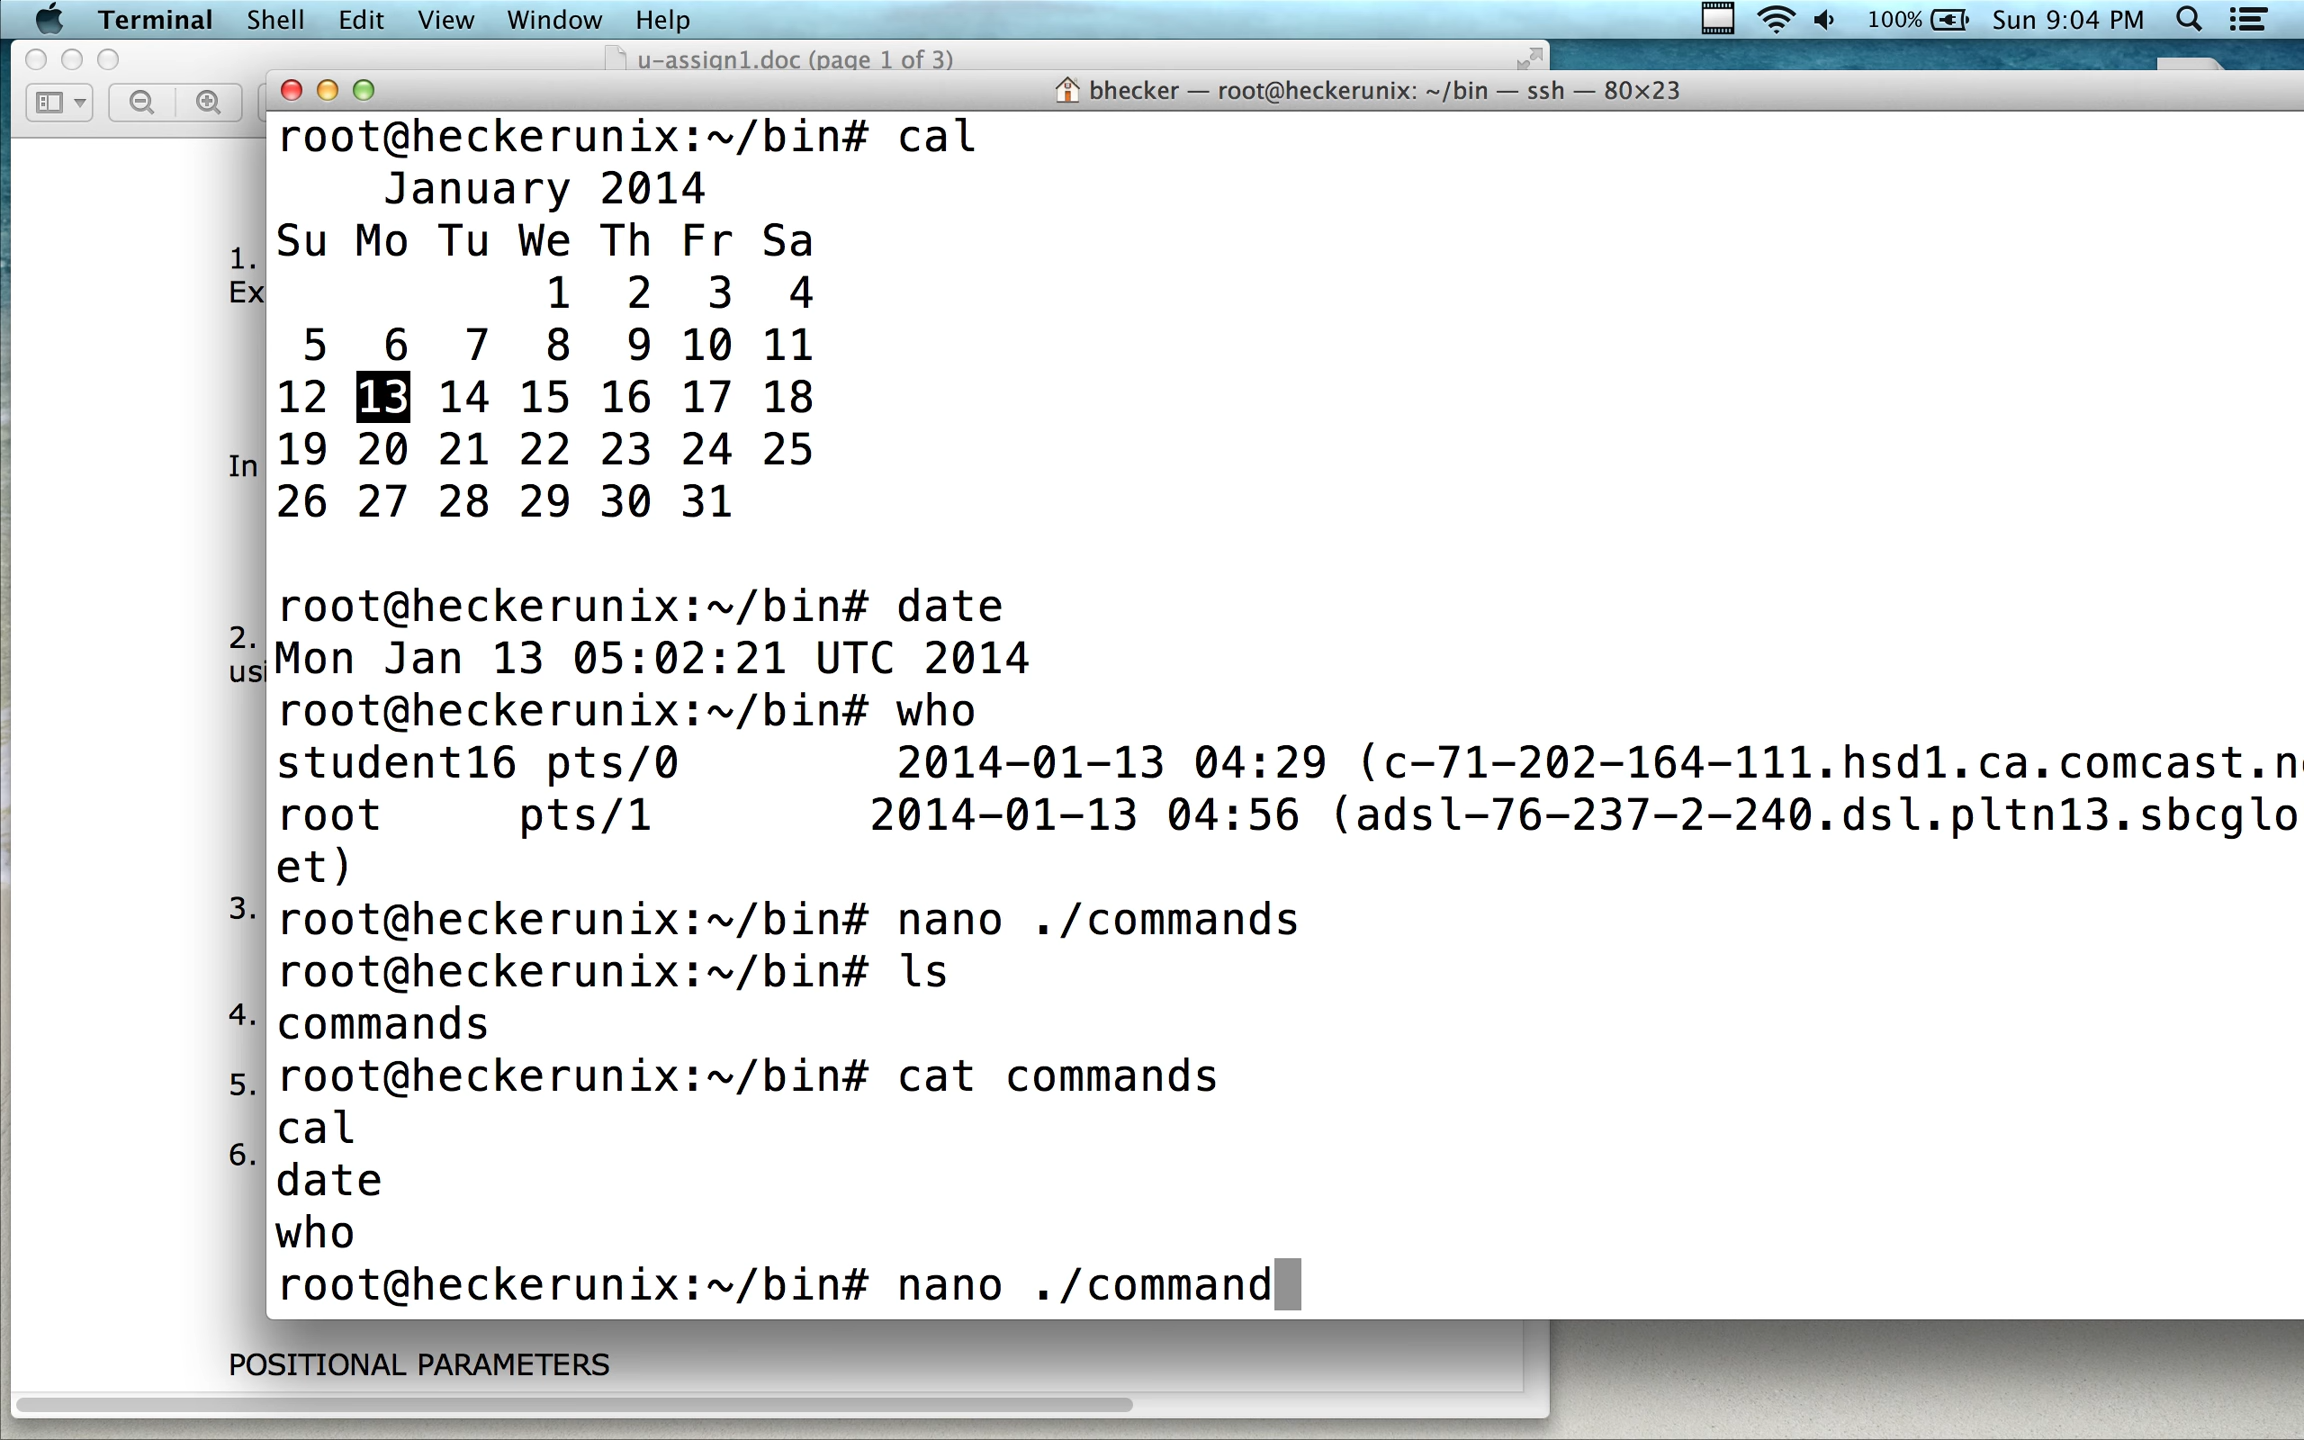 Terminal Shell Edit View Window Help 100% Sun 9:04 PM
u-assign1.doc (page 1 of 3)
bhecker — root@heckerunix: ~/bin — ssh — 80×23
root@heckerunix:~/bin# cal
January 2014
Su Mo Tu We Th Fr Sa
1 2 3 4
5 6 7 8 9 10 11
12 13 14 15 16 17 18
19 20 21 22 23 24 25
26 27 28 29 30 31
root@heckerunix:~/bin# date
Mon Jan 13 05:02:21 UTC 2014
root@heckerunix:~/bin# who
student16 pts/0 2014-01-13 04:29 (c-71-202-164-111.hsd1.ca.comcast.n
root pts/1 2014-01-13 04:56 (adsl-76-237-2-240.dsl.pltn13.sbcglo
et)
root@heckerunix:~/bin# nano ./commands
root@heckerunix:~/bin# ls
commands
root@heckerunix:~/bin# cat commands
cal
date
who
root@heckerunix:~/bin# nano ./command
1.
Ex
In
2.
usi
3.
4.
5.
6.
POSITIONAL PARAMETERS